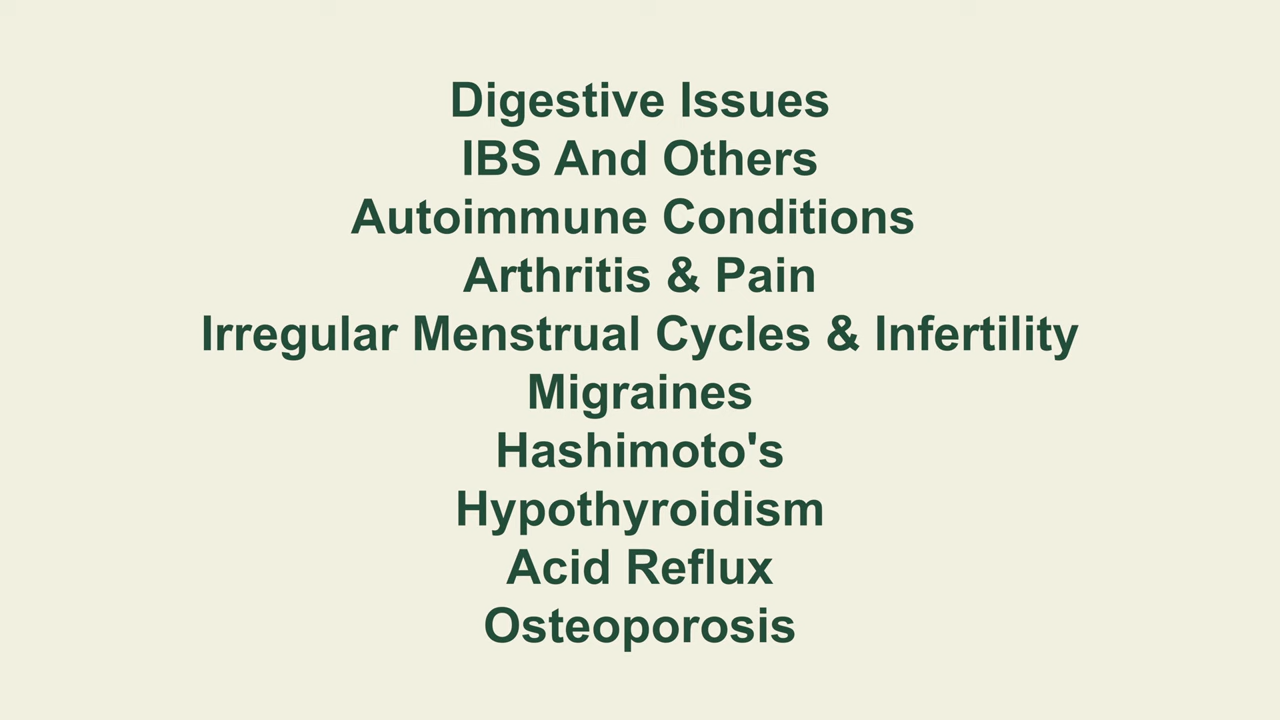 Digestive Issues
IBS And Others
Autoimmune Conditions
Arthritis & Pain
Irregular Menstrual Cycles & Infertility
Migraines
Hashimoto's
Hypothyroidism
Acid Reflux
Osteoporosis